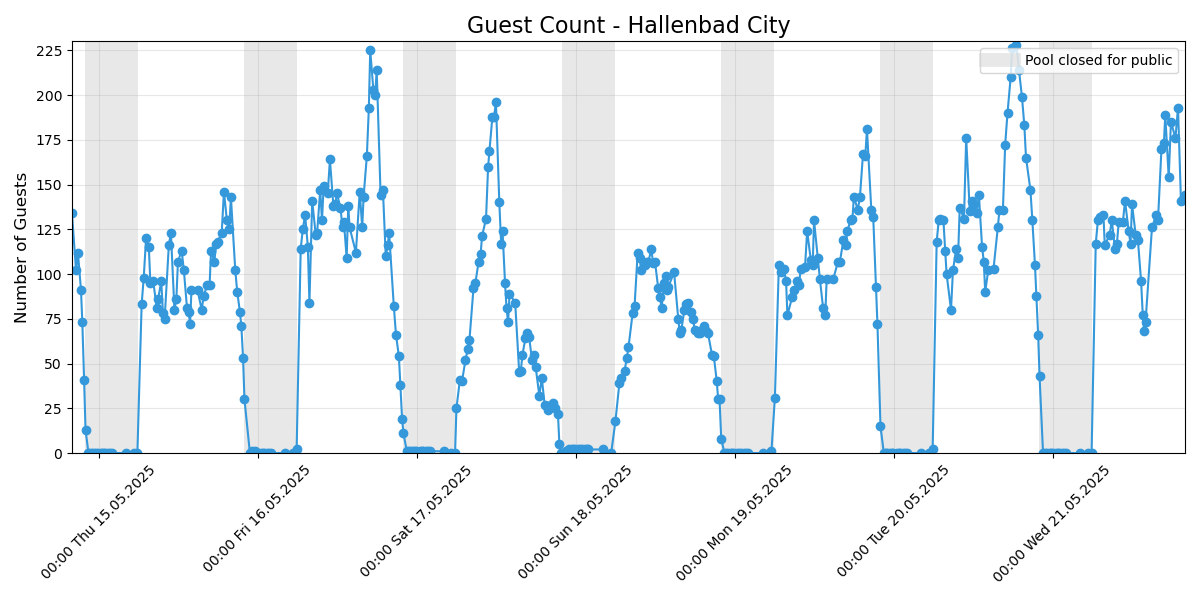 Guest Count - Hallenbad City
Number of Guests
225
200
175
150
125
100
75
50
25
0
Pool closed for public
00:00 Thu 15.05.2025
00:00 Fri 16.05.2025
00:00 Sat 17.05.2025
00:00 Sun 18.05.2025
00:00 Mon 19.05.2025
00:00 Tue 20.05.2025
00:00 Wed 21.05.2025